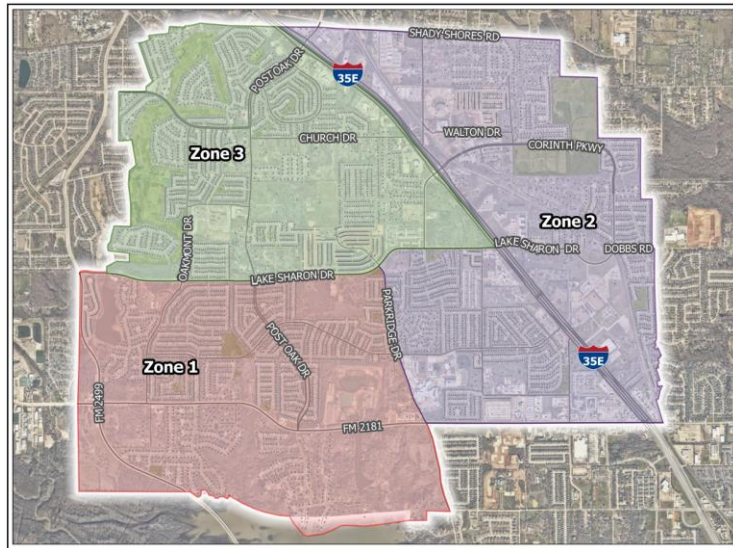 SHADY SHORES RD
POST OAK DR
35E
CHURCH DR
WALTON DR
CORINTH PKWY
Zone 3
Zone 2
OAKMONT DR
LAKE SHARON DR
DOBBS RD
LAKE SHARON DR
PARKRIDGE DR
POST OAK DR
35E
Zone 1
FM 2499
FM 2181